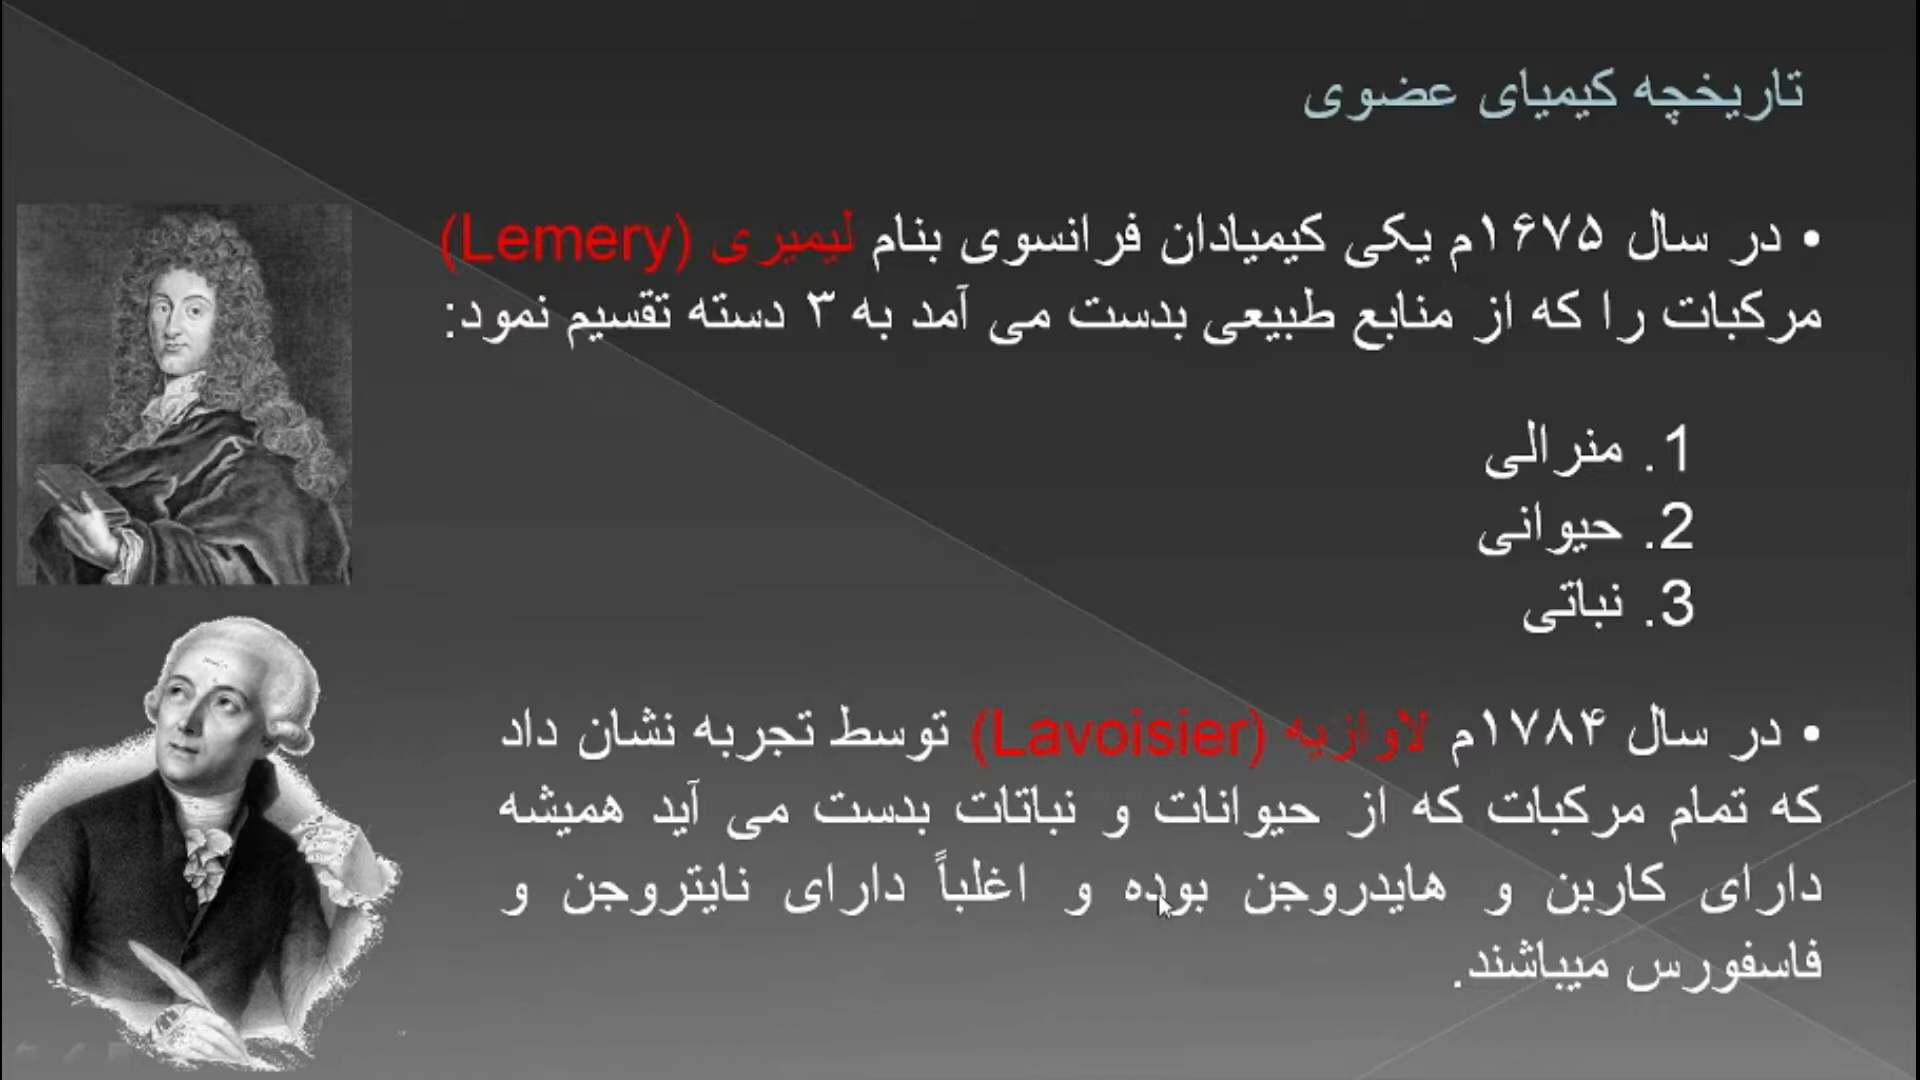 تاریخچه کیمیای عضوی
• در سال ۱۶۷۵م یکی کیمیادان فرانسوی بنام لیمیری (Lemery)
مرکبات را که از منابع طبیعی بدست می آمد به ۳ دسته تقسیم نمود:
1. منرالی
2. حیوانی
3. نباتی
• در سال ۱۷۸۴م لاوازیه (Lavoisier) توسط تجربه نشان داد
که تمام مرکبات که از حیوانات و نباتات بدست می آید همیشه
دارای کاربن و هایدروجن بوده و اغلباً دارای نایتروجن و
فاسفورس میباشند.